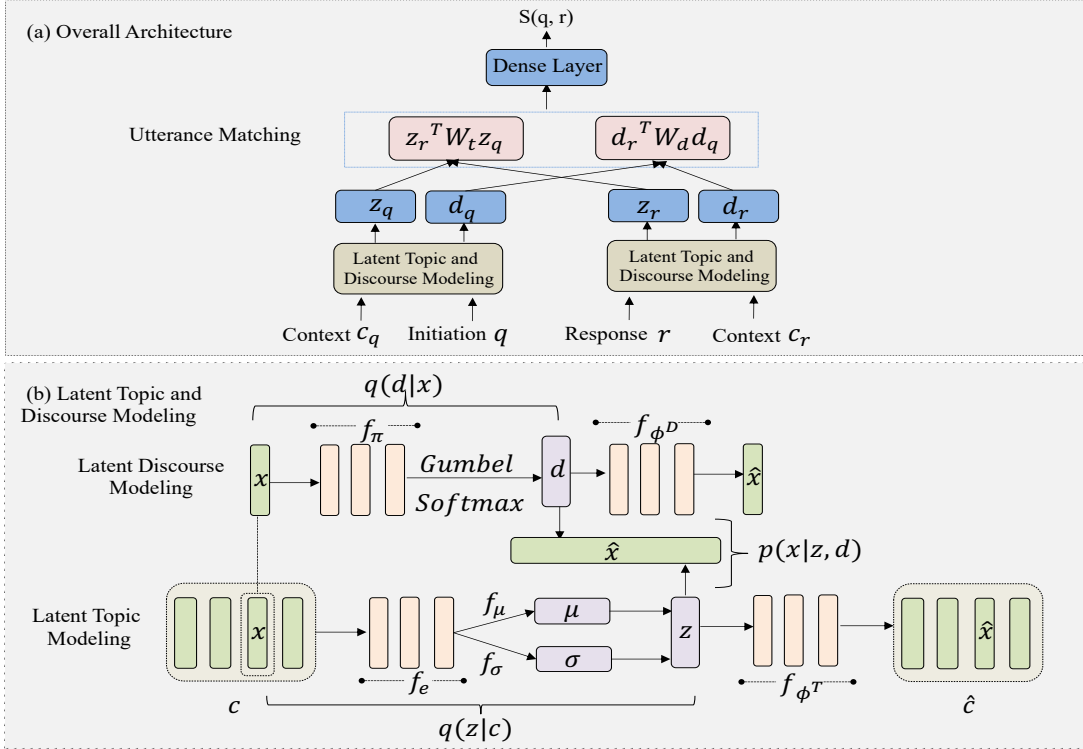 S(q, r)
(a) Overall Architecture
Dense Layer
Utterance Matching
z_r^T W_t z_q
d_r^T W_d d_q
z_q
d_q
z_r
d_r
Latent Topic and
Discourse Modeling
Latent Topic and
Discourse Modeling
Context c_q
Initiation q
Response r
Context c_r
(b) Latent Topic and
Discourse Modeling
q(d|x)
f_π
f_ϕ^D
Latent Discourse
Modeling
x
Gumbel
Softmax
d
x̂
x̂
p(x|z, d)
Latent Topic
Modeling
x
f_μ
f_σ
μ
σ
z
x̂
f_e
f_ϕ^T
c
q(z|c)
ĉ